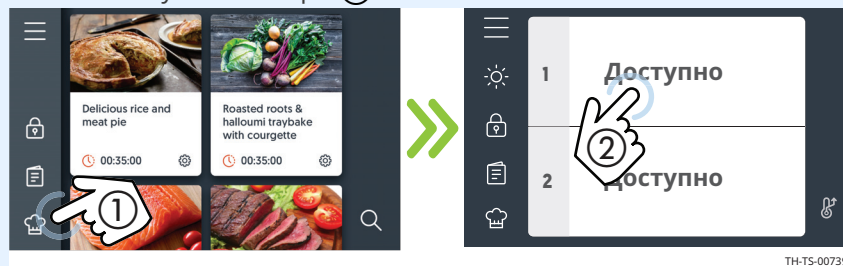 Delicious rice and
meat pie
00:35:00
Roasted roots &
halloumi traybake
with courgette
00:35:00
1
1 Доступно
2
2 Доступно
TH-TS-00739